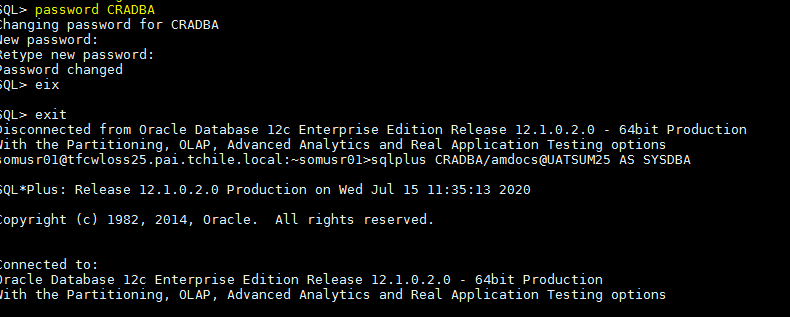 SQL> password CRADBA
Changing password for CRADBA
New password:
Retype new password:
Password changed
SQL> eix
SQL> exit
Disconnected from Oracle Database 12c Enterprise Edition Release 12.1.0.2.0 - 64bit Production
With the Partitioning, OLAP, Advanced Analytics and Real Application Testing options
somusr01@tfcwloss25.pai.tchile.local:~somusr01>sqlplus CRADBA/amdocs@UATSUM25 AS SYSDBA
SQL*Plus: Release 12.1.0.2.0 Production on Wed Jul 15 11:35:13 2020
Copyright (c) 1982, 2014, Oracle.  All rights reserved.
Connected to:
Oracle Database 12c Enterprise Edition Release 12.1.0.2.0 - 64bit Production
With the Partitioning, OLAP, Advanced Analytics and Real Application Testing options